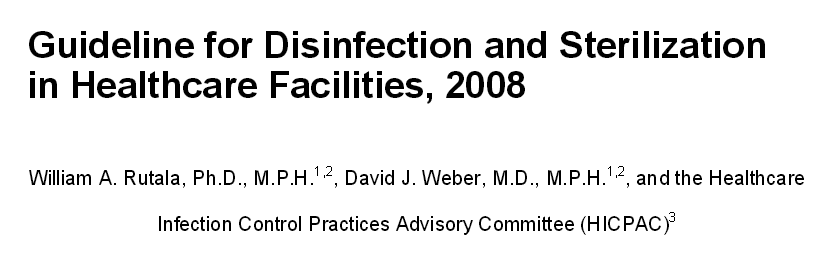 Guideline for Disinfection and Sterilization
in Healthcare Facilities, 2008
William A. Rutala, Ph.D., M.P.H.1,2, David J. Weber, M.D., M.P.H.1,2, and the Healthcare
Infection Control Practices Advisory Committee (HICPAC)3